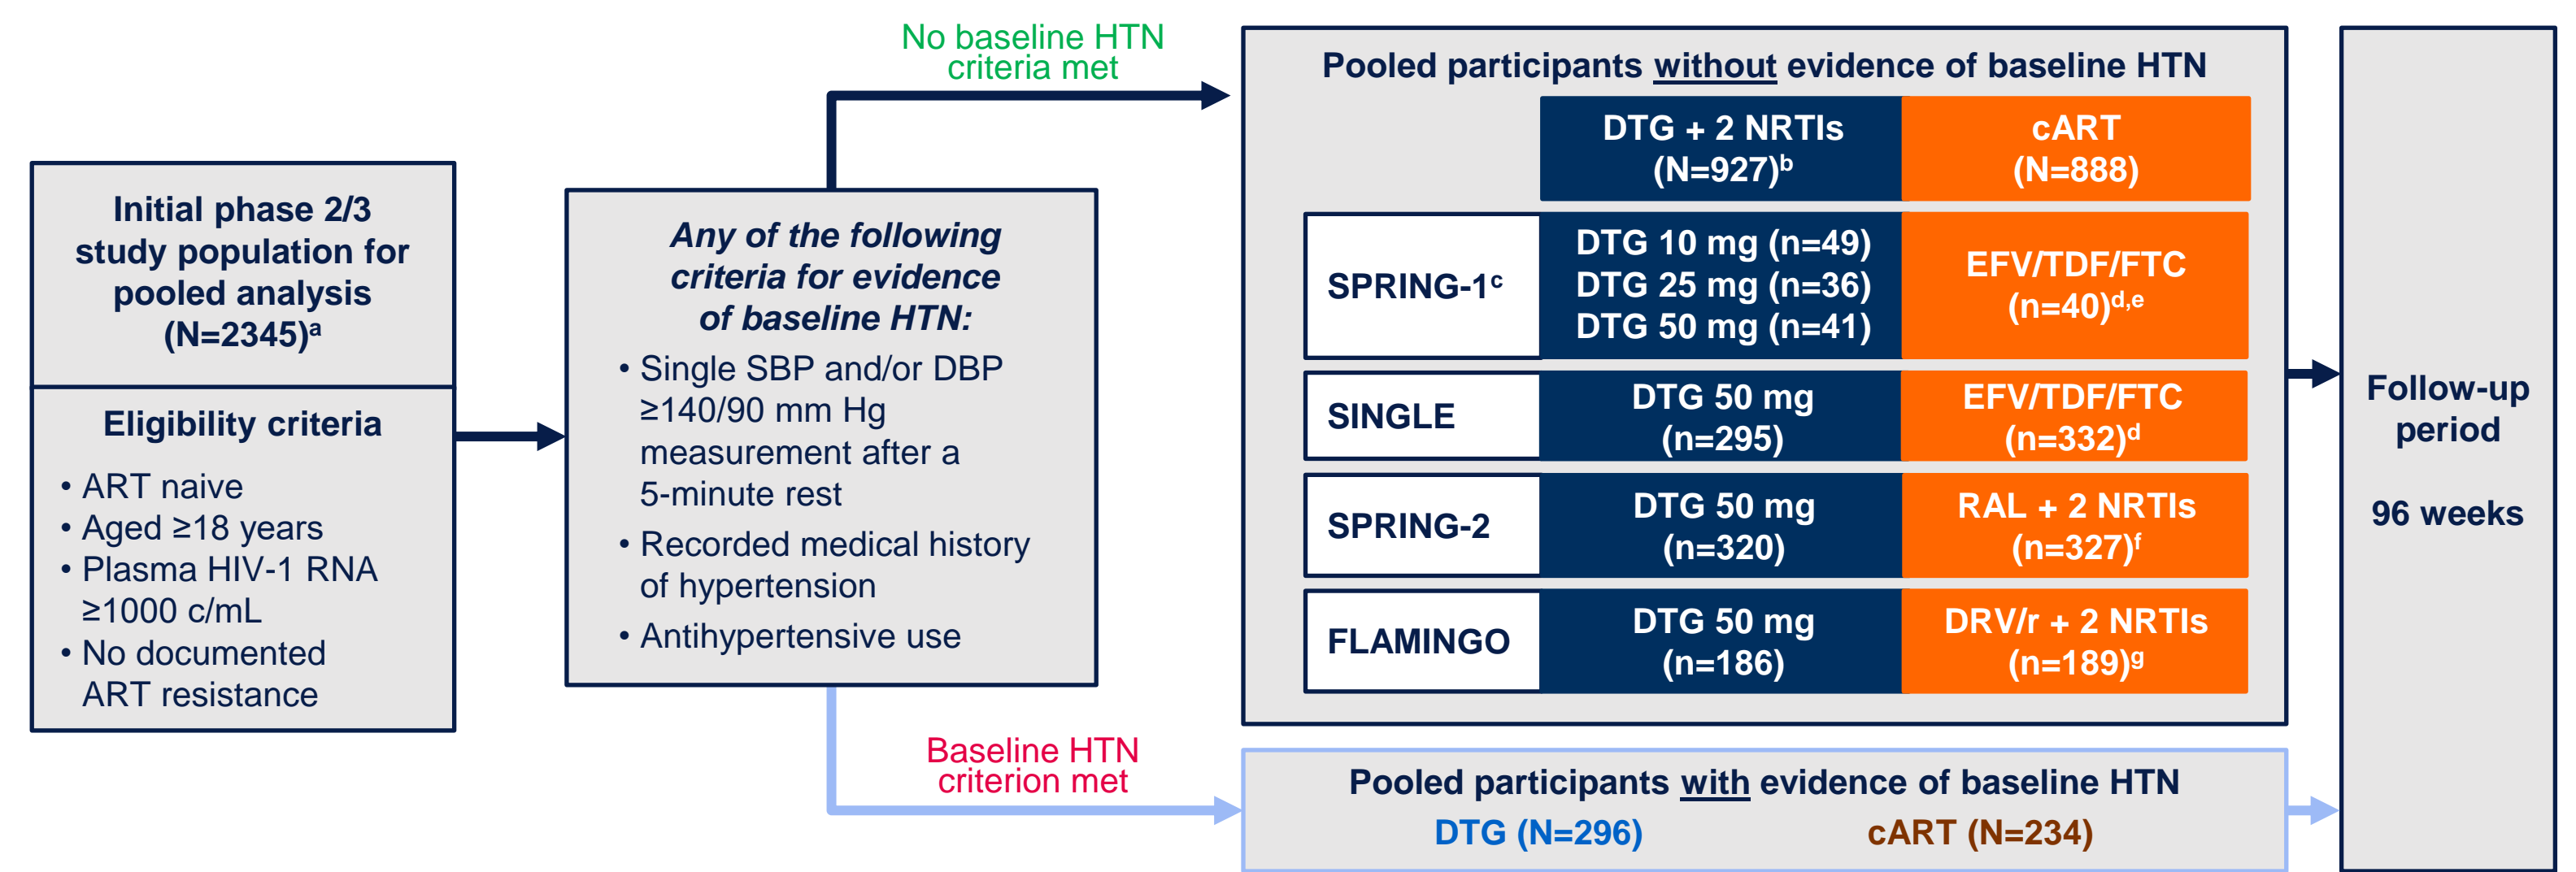 Initial phase 2/3
study population for
pooled analysis
(N=2345)ᵃ
Eligibility criteria
• ART naive
• Aged ≥18 years
• Plasma HIV-1 RNA
≥1000 c/mL
• No documented
ART resistance
Any of the following
criteria for evidence
of baseline HTN:
• Single SBP and/or DBP
≥140/90 mm Hg
measurement after a
5-minute rest
• Recorded medical history
of hypertension
• Antihypertensive use
No baseline HTN
criteria met
Pooled participants without evidence of baseline HTN
DTG + 2 NRTIs
(N=927)ᵇ
cART
(N=888)
SPRING-1ᶜ
DTG 10 mg (n=49)
DTG 25 mg (n=36)
DTG 50 mg (n=41)
EFV/TDF/FTC
(n=40)ᵈ,ᵉ
SINGLE
DTG 50 mg
(n=295)
EFV/TDF/FTC
(n=332)ᵈ
SPRING-2
DTG 50 mg
(n=320)
RAL + 2 NRTIs
(n=327)ᶠ
FLAMINGO
DTG 50 mg
(n=186)
DRV/r + 2 NRTIs
(n=189)ᵍ
Baseline HTN
criterion met
Pooled participants with evidence of baseline HTN
DTG (N=296)
cART (N=234)
Follow-up
period
96 weeks